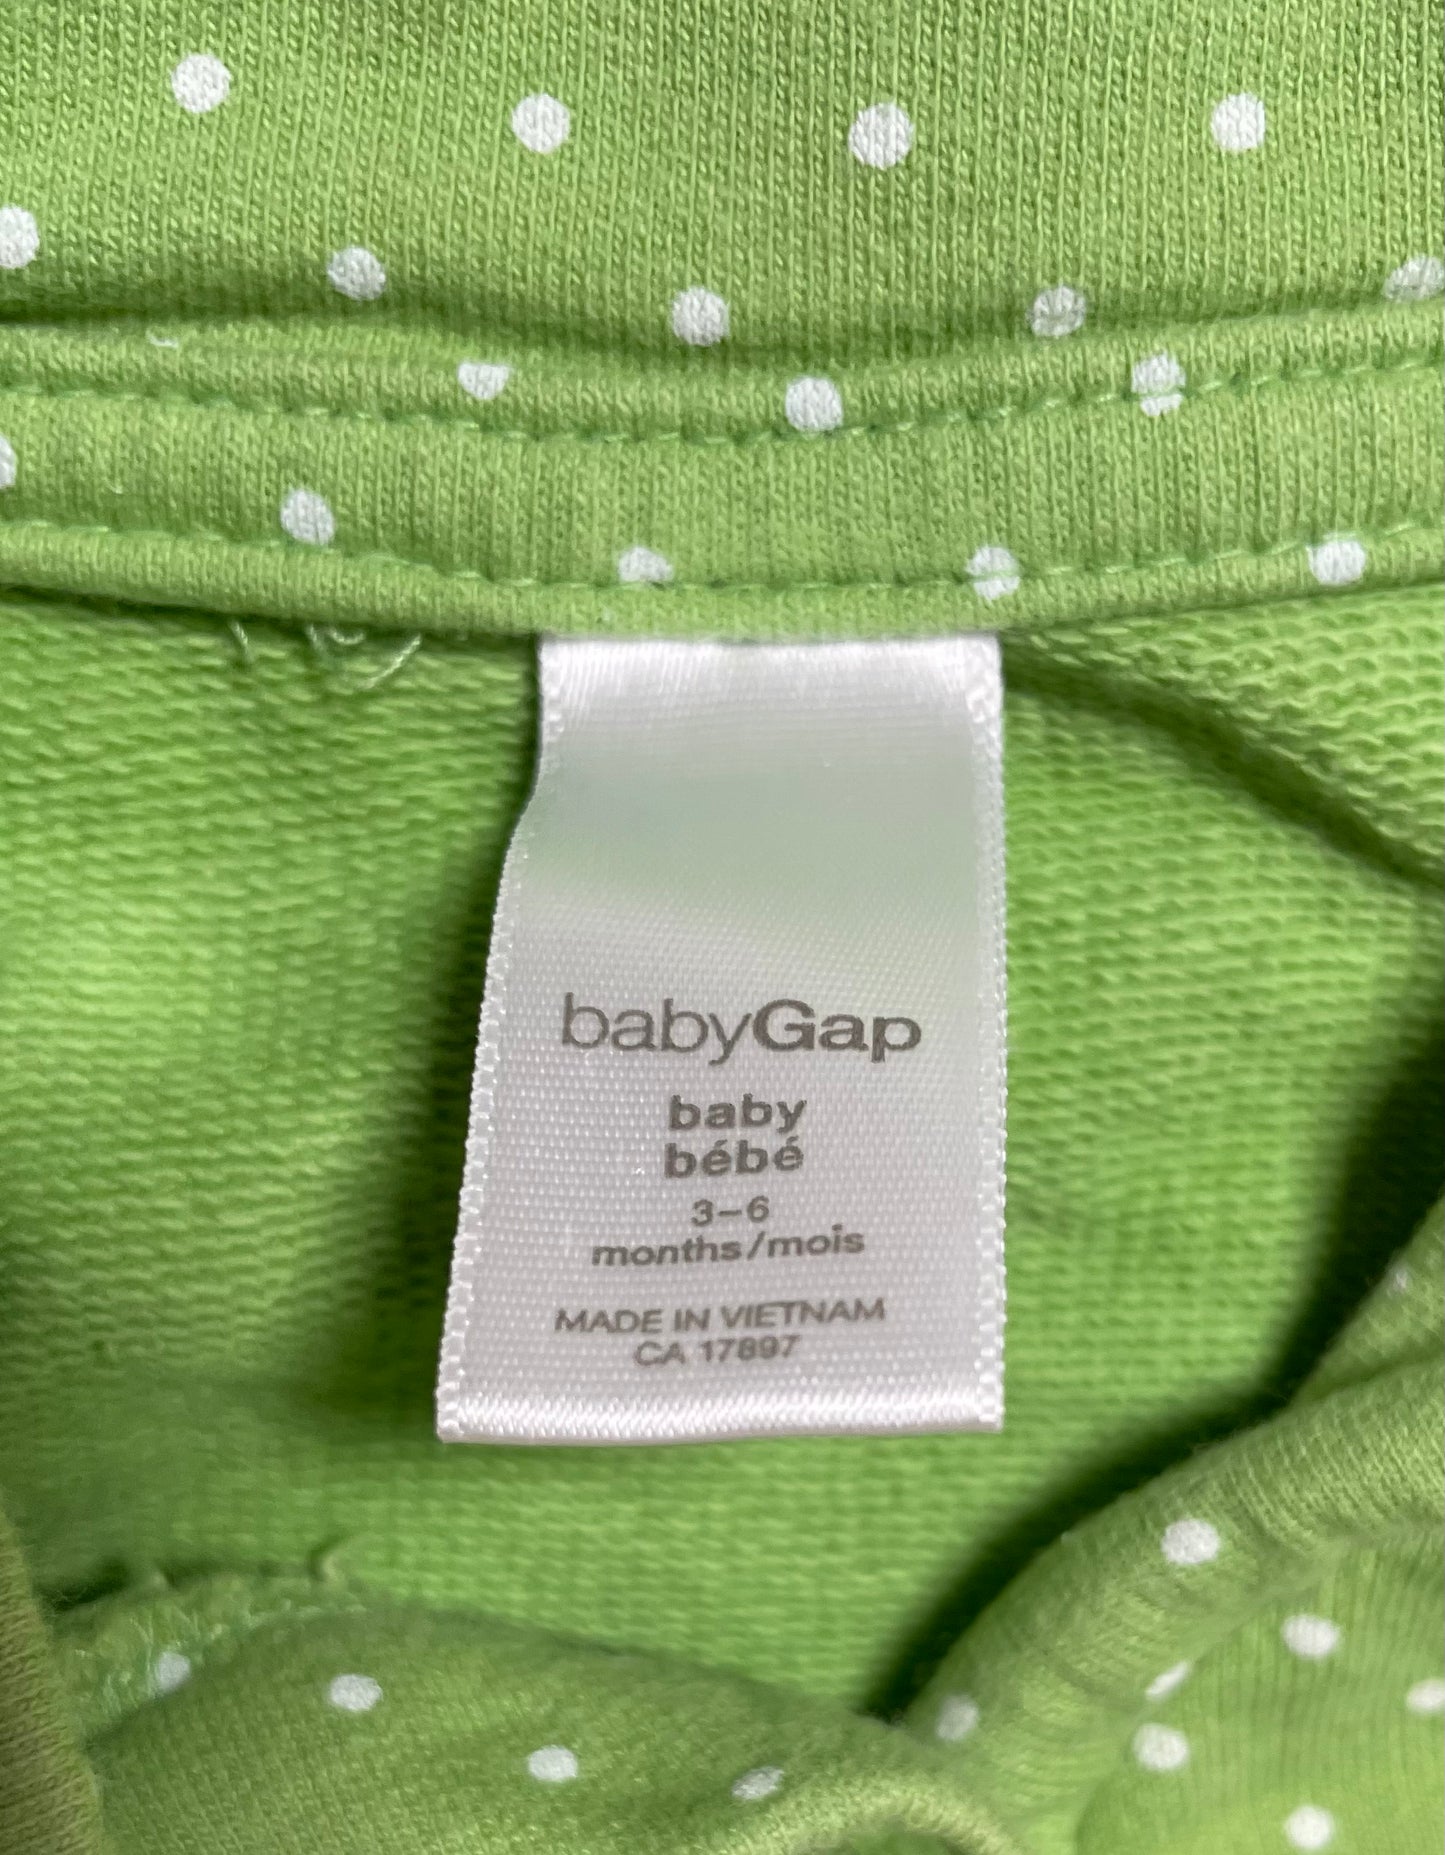 babyGap
baby
bébé
3–6
months/mois
MADE IN VIETNAM
CA 17897